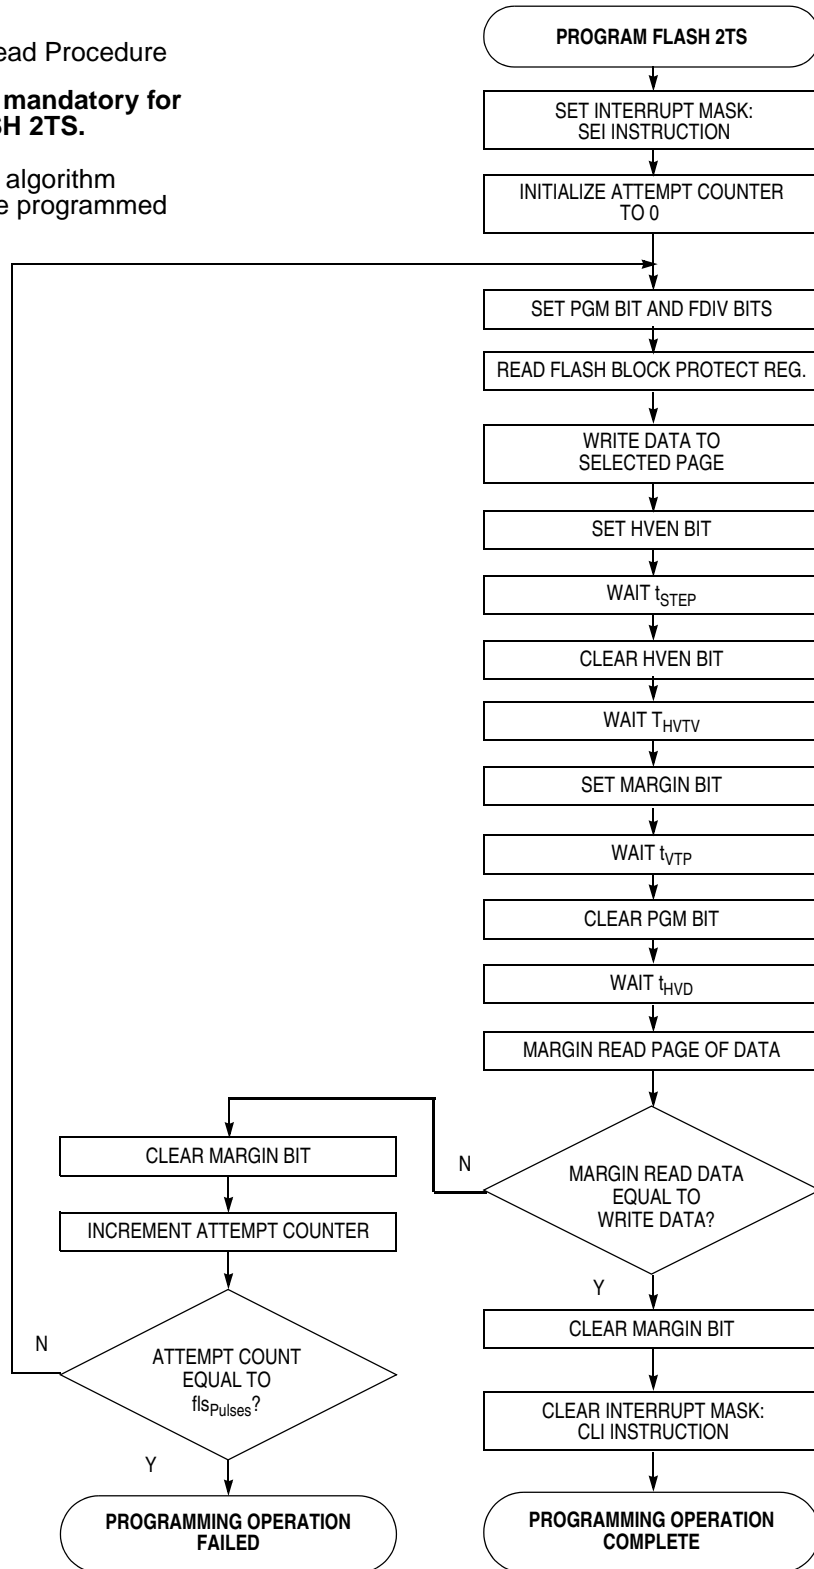 ead Procedure
mandatory for
SH 2TS.
algorithm
e programmed
PROGRAM FLASH 2TS
SET INTERRUPT MASK:
SEI INSTRUCTION
INITIALIZE ATTEMPT COUNTER
TO 0
SET PGM BIT AND FDIV BITS
READ FLASH BLOCK PROTECT REG.
WRITE DATA TO
SELECTED PAGE
SET HVEN BIT
WAIT tSTEP
CLEAR HVEN BIT
WAIT THVTV
SET MARGIN BIT
WAIT tVTP
CLEAR PGM BIT
WAIT tHVD
MARGIN READ PAGE OF DATA
MARGIN READ DATA
EQUAL TO
WRITE DATA?
N
Y
CLEAR MARGIN BIT
INCREMENT ATTEMPT COUNTER
ATTEMPT COUNT
EQUAL TO
flsPulses?
N
Y
PROGRAMMING OPERATION
FAILED
CLEAR MARGIN BIT
CLEAR INTERRUPT MASK:
CLI INSTRUCTION
PROGRAMMING OPERATION
COMPLETE